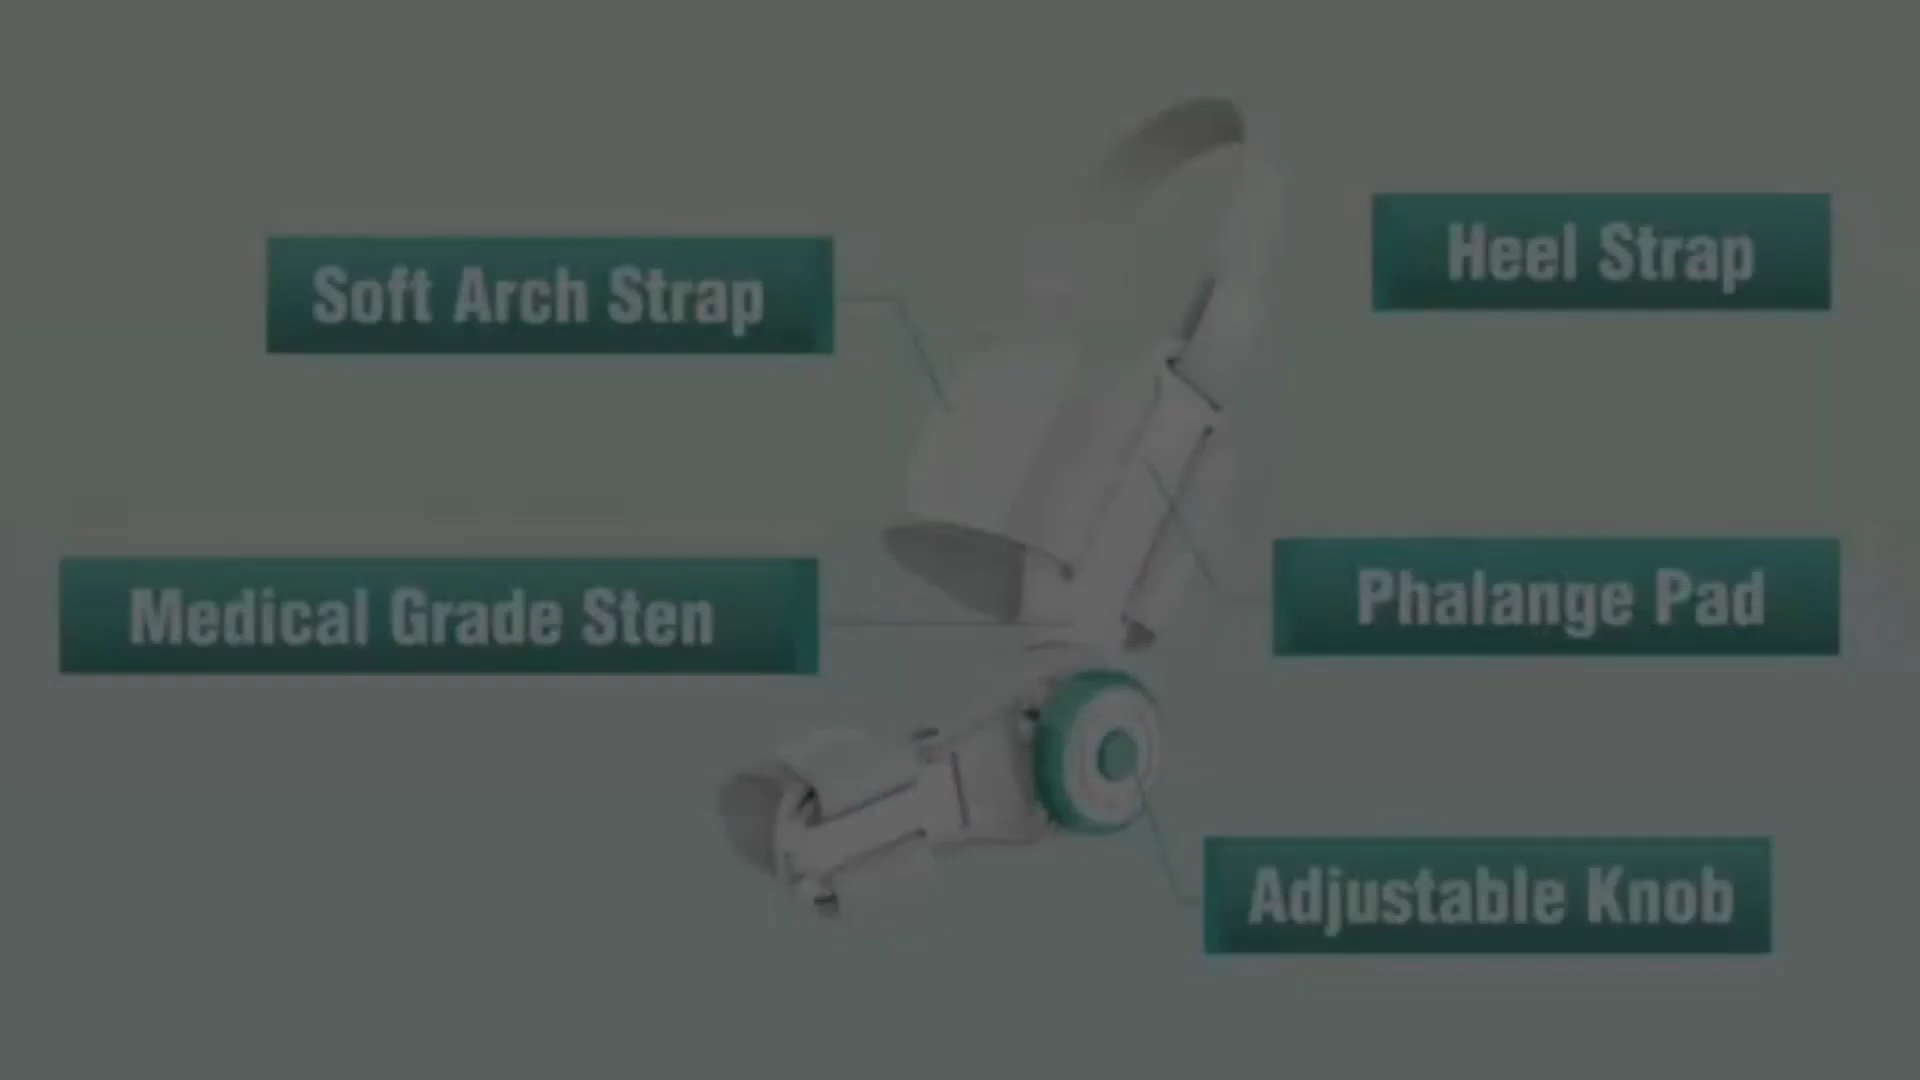 Heel Strap
Soft Arch Strap
Phalange Pad
Medical Grade Sten
Adjustable Knob